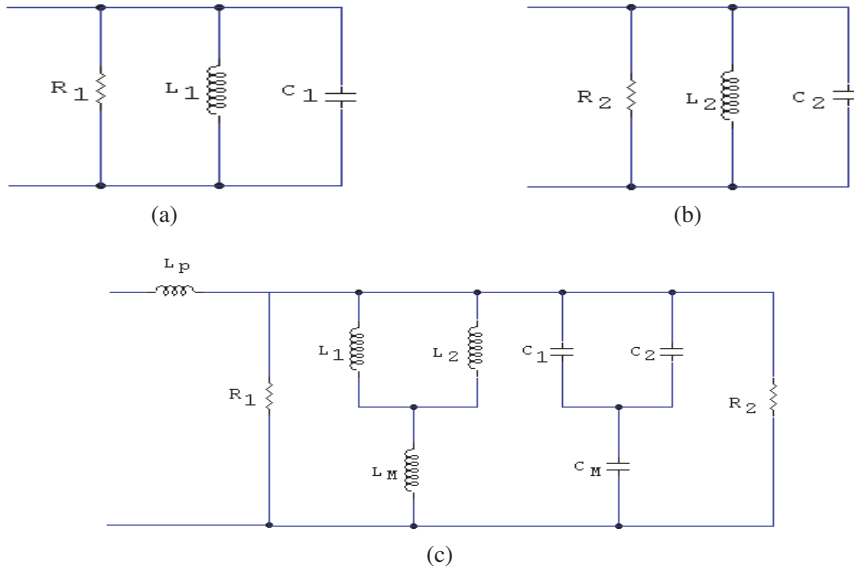 R1 L1 C1
R2 L2 C2
(a) (b)
Lp
L1 L2 C1 C2
R1 R2
LM CM
(c)